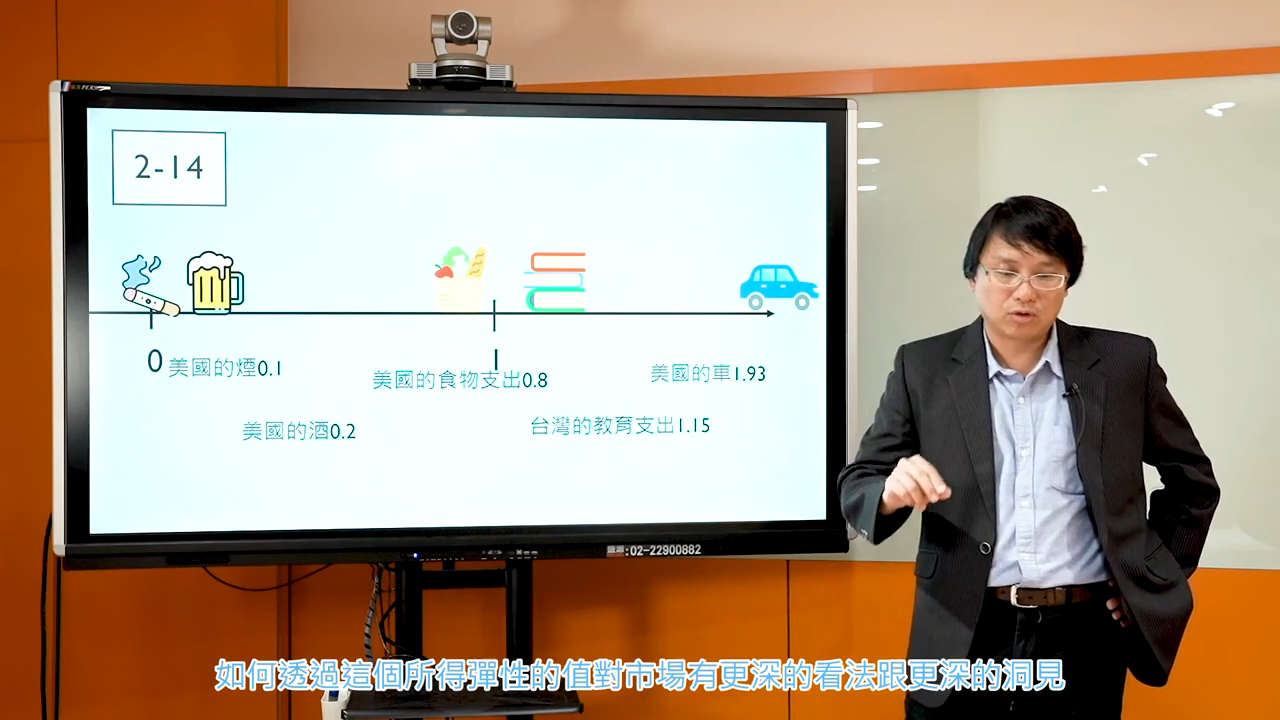 2-14
0
美國的煙0.1
1
美國的食物支出0.8
美國的車1.93
美國的酒0.2
台灣的教育支出1.15
:02-22900882
如何透過這個所得彈性的值對市場有更深的看法跟更深的洞見